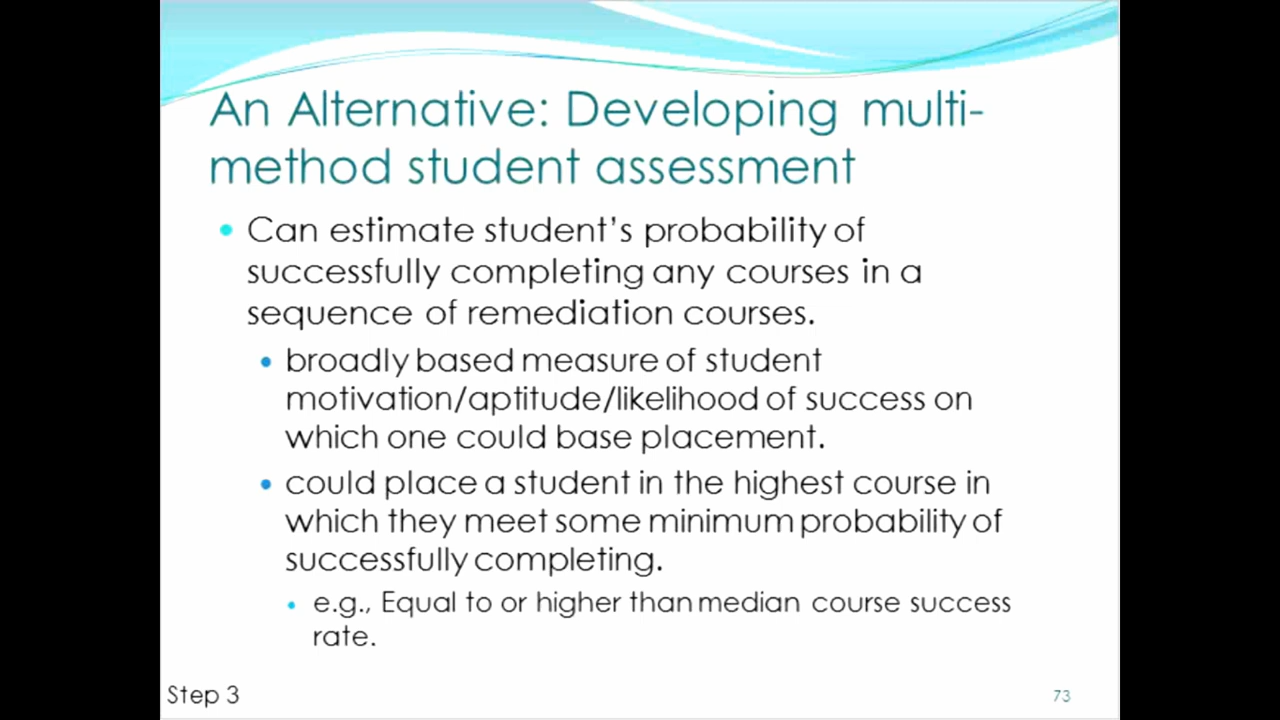 An Alternative: Developing multi-
method student assessment
• Can estimate student's probability of
successfully completing any courses in a
sequence of remediation courses.
• broadly based measure of student
motivation/aptitude/likelihood of success on
which one could base placement.
• could place a student in the highest course in
which they meet some minimum probability of
successfully completing.
• e.g., Equal to or higher than median course success
rate.
Step 3
73